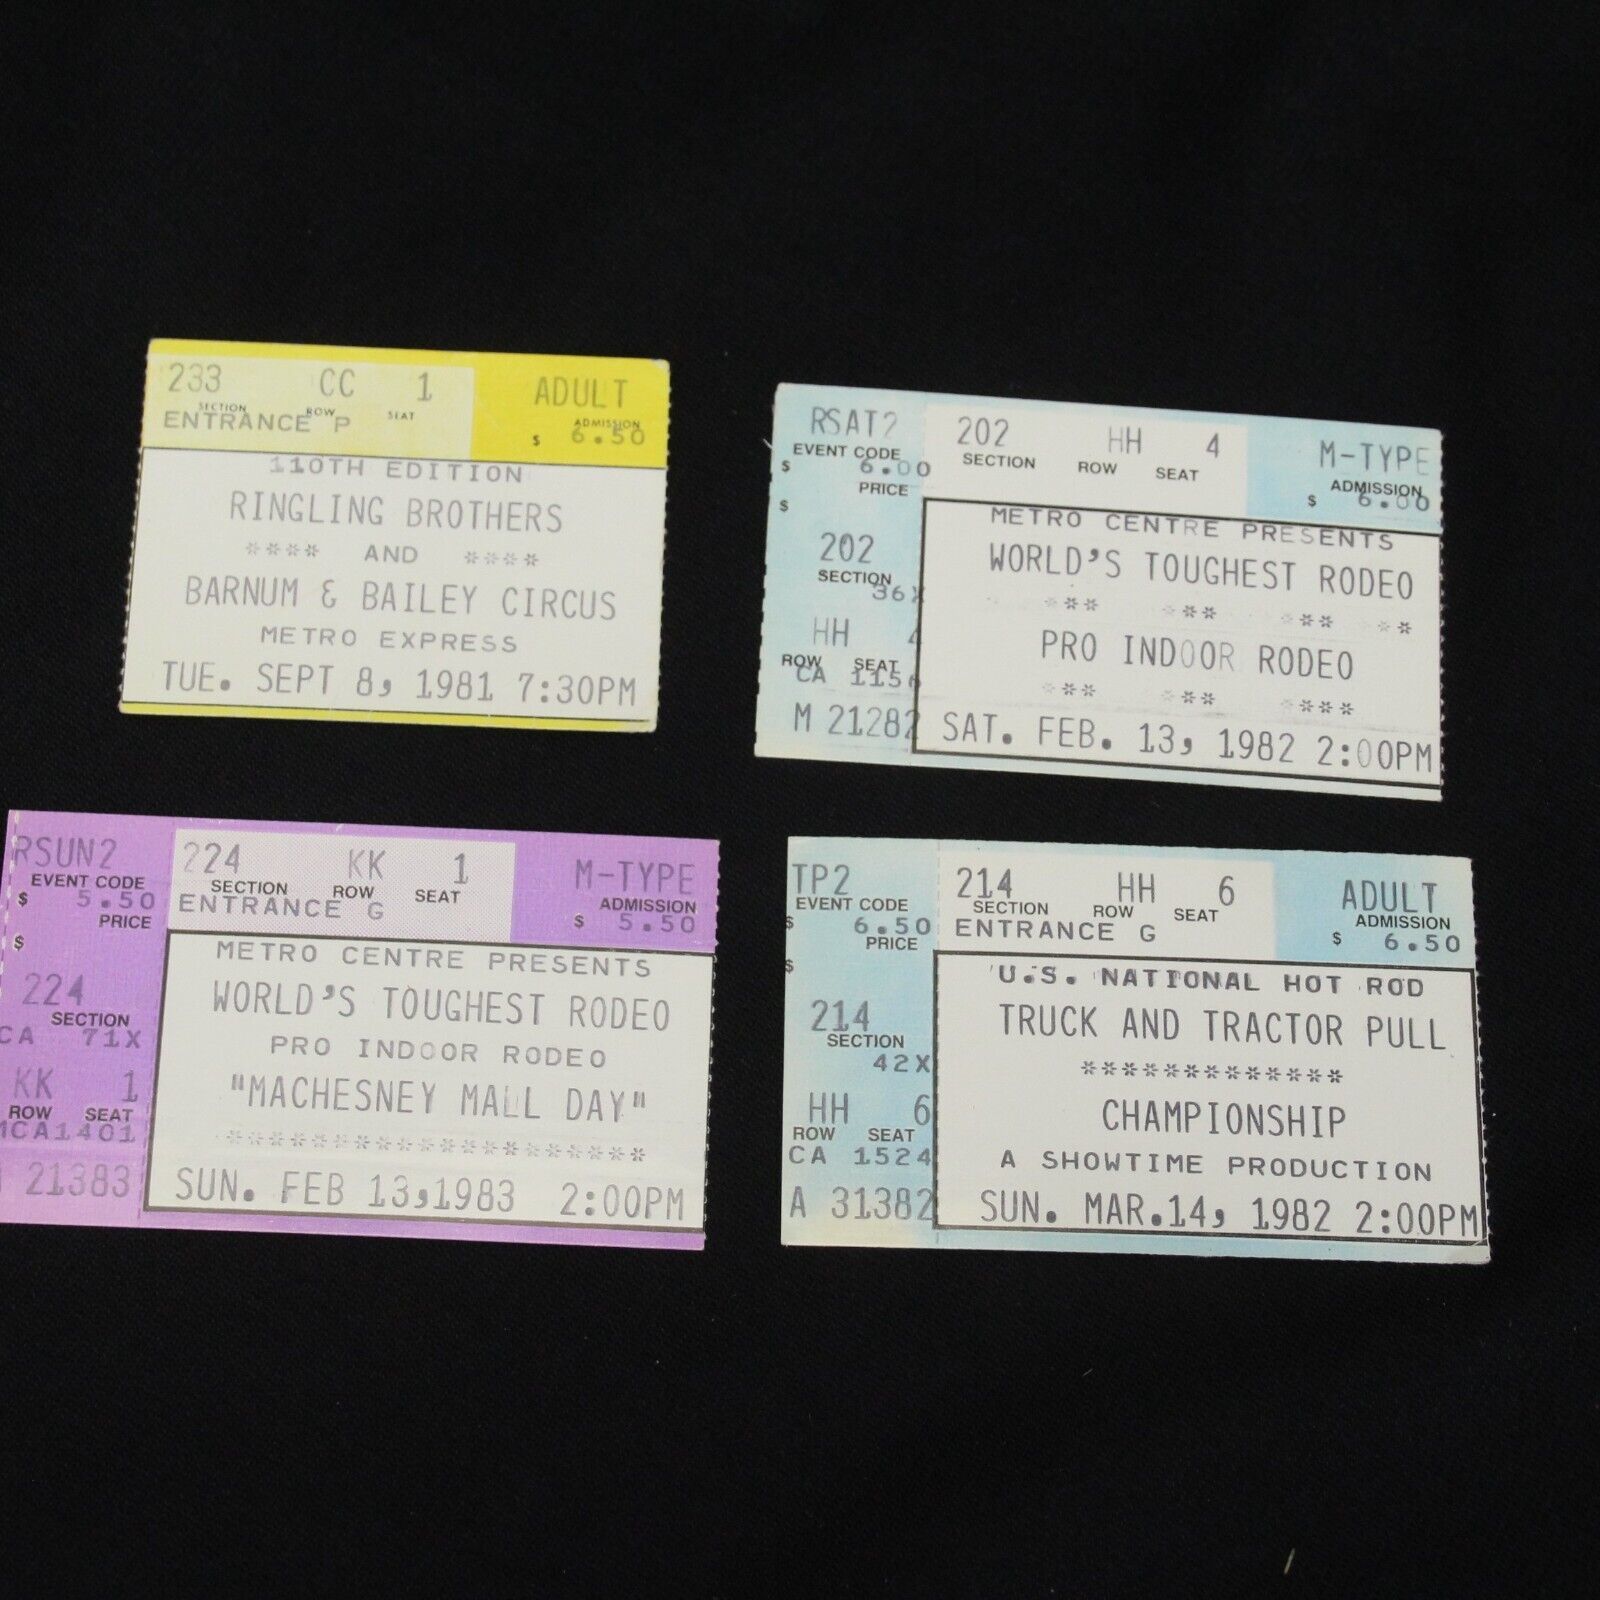 233 CC 1 ADULT
SECTION ROW SEAT ADMISSION
ENTRANCE P $ 6.50
110TH EDITION
RINGLING BROTHERS
**** AND ****
BARNUM & BAILEY CIRCUS
METRO EXPRESS
TUE. SEPT 8, 1981 7:30PM
RSAT2
EVENT CODE
$ 6.00
PRICE
$
202
SECTION
36X
HH 4
ROW SEAT
CA 1156
M 21282
202 HH 4 M-TYPE
SECTION ROW SEAT ADMISSION
$ 6.00
METRO CENTRE PRESENTS
WORLD'S TOUGHEST RODEO
*** *** *** ***
PRO INDOOR RODEO
*** *** ****
SAT. FEB. 13, 1982 2:00PM
RSUN2
EVENT CODE
$ 5.50
PRICE
$
224
SECTION
CA 71X
KK 1
ROW SEAT
MCA1401
21383
224 KK 1 M-TYPE
SECTION ROW SEAT ADMISSION
ENTRANCE G $ 5.50
METRO CENTRE PRESENTS
WORLD'S TOUGHEST RODEO
PRO INDOOR RODEO
"MACHESNEY MALL DAY"
********************
SUN. FEB 13,1983 2:00PM
TP2
EVENT CODE
$ 6.50
PRICE
$
214
SECTION
42X
HH 6
ROW SEAT
CA 1524
A 31382
214 HH 6 ADULT
SECTION ROW SEAT ADMISSION
ENTRANCE G $ 6.50
U.S. NATIONAL HOT ROD
TRUCK AND TRACTOR PULL
*************
CHAMPIONSHIP
A SHOWTIME PRODUCTION
SUN. MAR.14, 1982 2:00PM